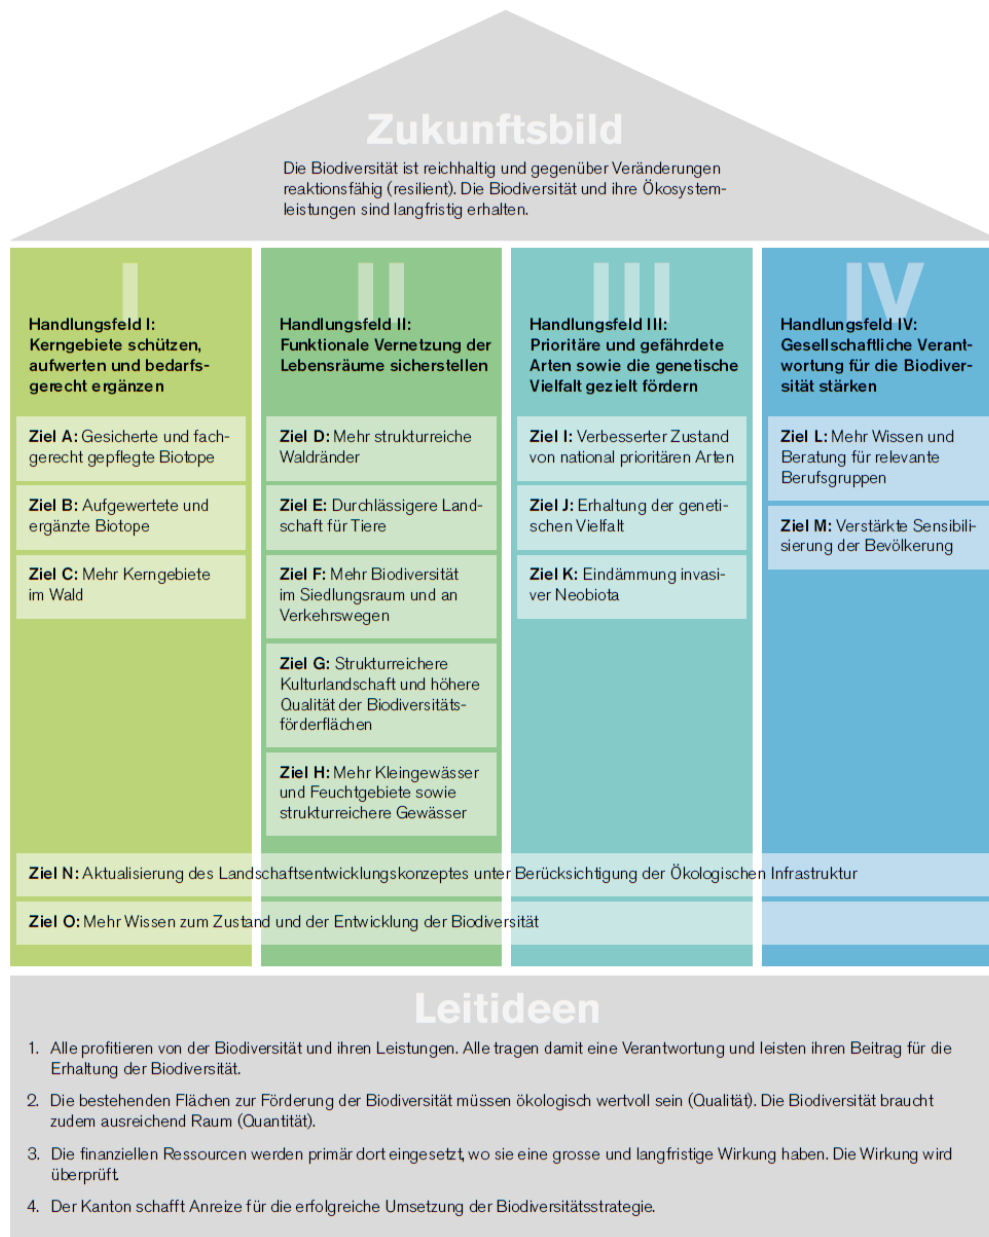 Zukunftsbild
Die Biodiversität ist reichhaltig und gegenüber Veränderungen
reaktionsfähig (resilient). Die Biodiversität und ihre Ökosystem-
leistungen sind langfristig erhalten.
I
Handlungsfeld I:
Kerngebiete schützen,
aufwerten und bedarfs-
gerecht ergänzen
Ziel A: Gesicherte und fach-
gerecht gepflegte Biotope
Ziel B: Aufgewertete und
ergänzte Biotope
Ziel C: Mehr Kerngebiete
im Wald
II
Handlungsfeld II:
Funktionale Vernetzung der
Lebensräume sicherstellen
Ziel D: Mehr strukturreiche
Waldränder
Ziel E: Durchlässigere Land-
schaft für Tiere
Ziel F: Mehr Biodiversität
im Siedlungsraum und an
Verkehrswegen
Ziel G: Strukturreichere
Kulturlandschaft und höhere
Qualität der Biodiversitäts-
förderflächen
Ziel H: Mehr Kleingewässer
und Feuchtgebiete sowie
strukturreichere Gewässer
III
Handlungsfeld III:
Prioritäre und gefährdete
Arten sowie die genetische
Vielfalt gezielt fördern
Ziel I: Verbesserter Zustand
von national prioritären Arten
Ziel J: Erhaltung der geneti-
schen Vielfalt
Ziel K: Eindämmung invasi-
ver Neobiota
IV
Handlungsfeld IV:
Gesellschaftliche Verant-
wortung für die Biodiver-
sität stärken
Ziel L: Mehr Wissen und
Beratung für relevante
Berufsgruppen
Ziel M: Verstärkte Sensibili-
sierung der Bevölkerung
Ziel N: Aktualisierung des Landschaftsentwicklungskonzeptes unter Berücksichtigung der Ökologischen Infrastruktur
Ziel O: Mehr Wissen zum Zustand und der Entwicklung der Biodiversität
Leitideen
1. Alle profitieren von der Biodiversität und ihren Leistungen. Alle tragen damit eine Verantwortung und leisten ihren Beitrag für die
Erhaltung der Biodiversität.
2. Die bestehenden Flächen zur Förderung der Biodiversität müssen ökologisch wertvoll sein (Qualität). Die Biodiversität braucht
zudem ausreichend Raum (Quantität).
3. Die finanziellen Ressourcen werden primär dort eingesetzt, wo sie eine grosse und langfristige Wirkung haben. Die Wirkung wird
überprüft.
4. Der Kanton schafft Anreize für die erfolgreiche Umsetzung der Biodiversitätsstrategie.